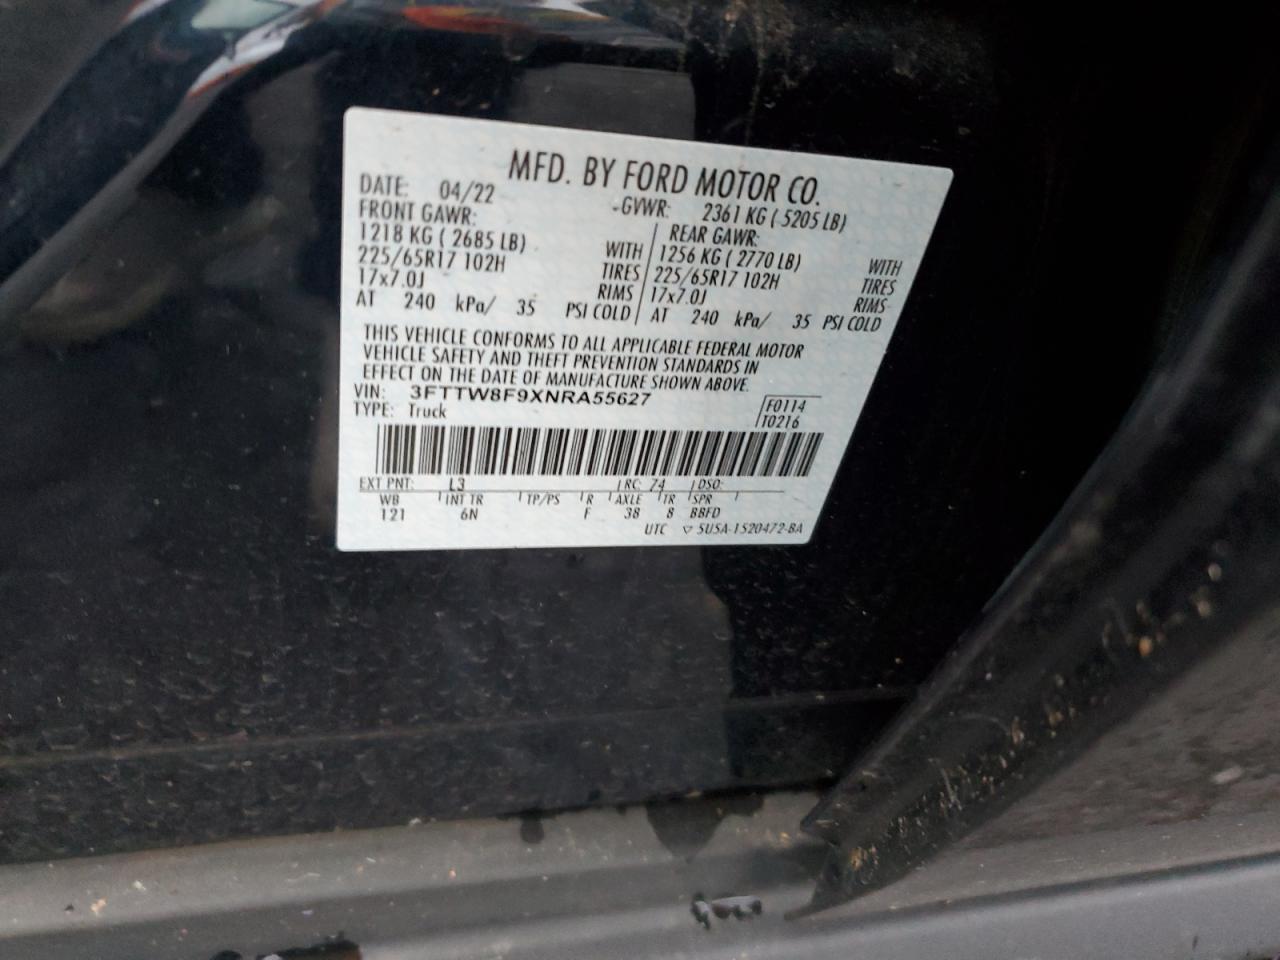 MFD. BY FORD MOTOR CO.
DATE: 04/22 GVWR: 2361 KG ( 5205 LB)
FRONT GAWR: REAR GAWR:
1218 KG ( 2685 LB) WITH 1256 KG ( 2770 LB) WITH
225/65R17 102H TIRES 225/65R17 102H TIRES
17x7.0J RIMS 17x7.0J RIMS
AT 240 kPa/ 35 PSI COLD AT 240 kPa/ 35 PSI COLD
THIS VEHICLE CONFORMS TO ALL APPLICABLE FEDERAL MOTOR
VEHICLE SAFETY AND THEFT PREVENTION STANDARDS IN
EFFECT ON THE DATE OF MANUFACTURE SHOWN ABOVE.
VIN: 3FTTW8F9XNRA55627 F0114
TYPE: Truck T0216
EXT PNT: L3 RC: 74 DSO:
WB INT TR TP/PS R AXLE TR SPR
121 6N F 38 8 BBFD
UTC ▽ 5U5A-1520472-BA